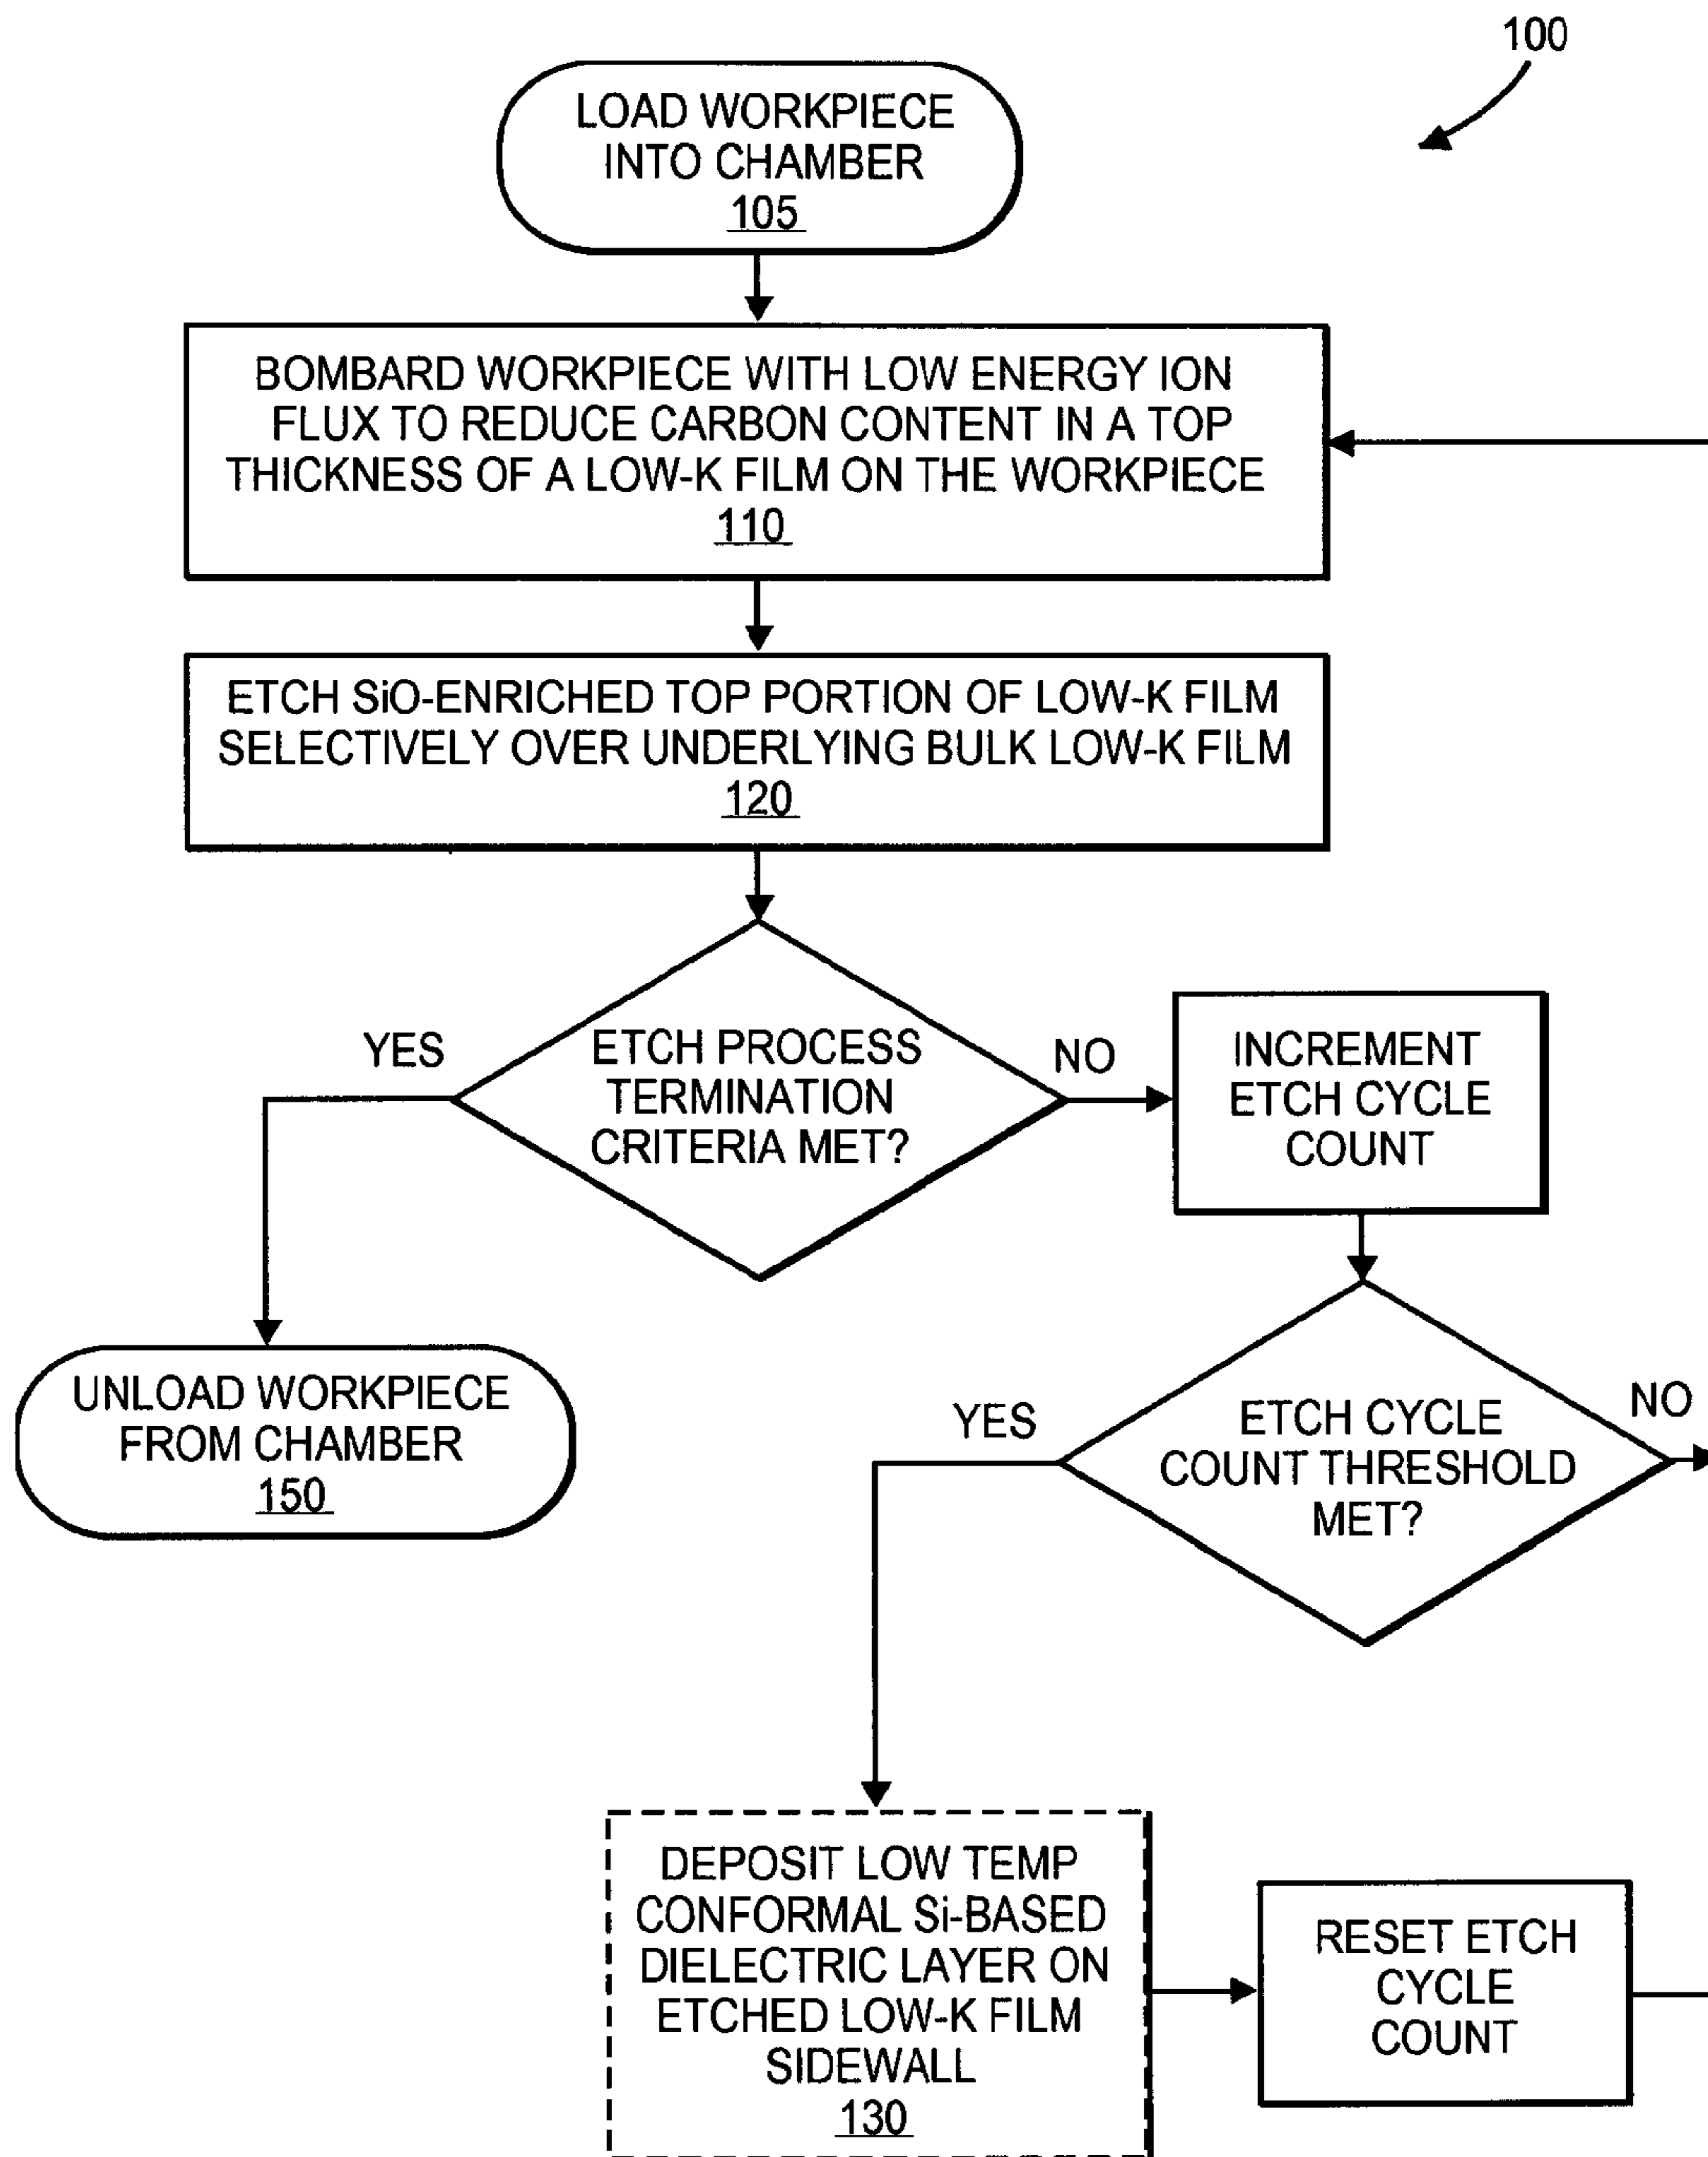 100
LOAD WORKPIECE
INTO CHAMBER
105
BOMBARD WORKPIECE WITH LOW ENERGY ION
FLUX TO REDUCE CARBON CONTENT IN A TOP
THICKNESS OF A LOW-K FILM ON THE WORKPIECE
110
ETCH SiO-ENRICHED TOP PORTION OF LOW-K FILM
SELECTIVELY OVER UNDERLYING BULK LOW-K FILM
120
YES
ETCH PROCESS
TERMINATION
CRITERIA MET?
NO
INCREMENT
ETCH CYCLE
COUNT
UNLOAD WORKPIECE
FROM CHAMBER
150
YES
ETCH CYCLE
COUNT THRESHOLD
MET?
NO
DEPOSIT LOW TEMP
CONFORMAL Si-BASED
DIELECTRIC LAYER ON
ETCHED LOW-K FILM
SIDEWALL
130
RESET ETCH
CYCLE
COUNT